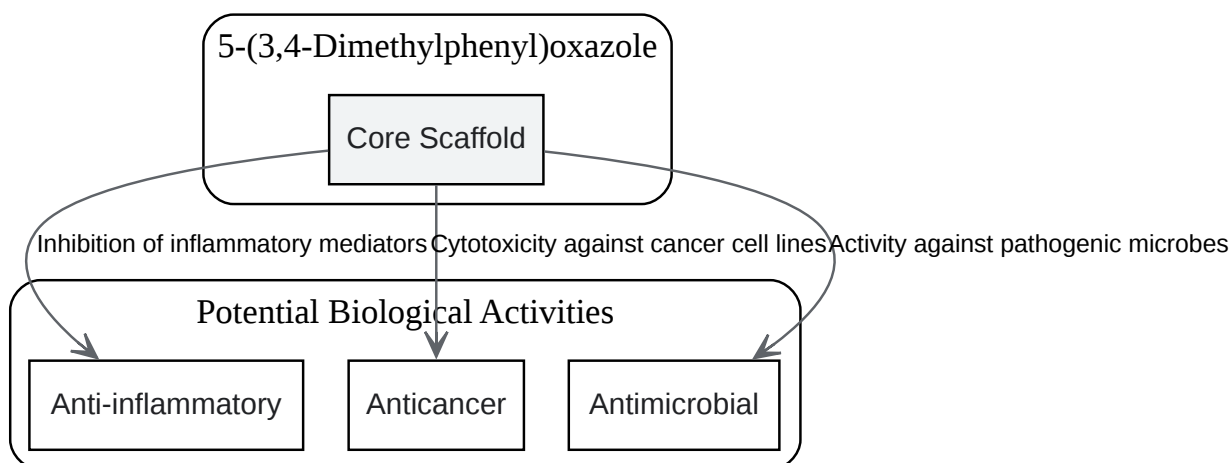 5-(3,4-Dimethylphenyl)oxazole
Core Scaffold
Inhibition of inflammatory mediators
Cytotoxicity against cancer cell lines
Activity against pathogenic microbes
Potential Biological Activities
Anti-inflammatory
Anticancer
Antimicrobial